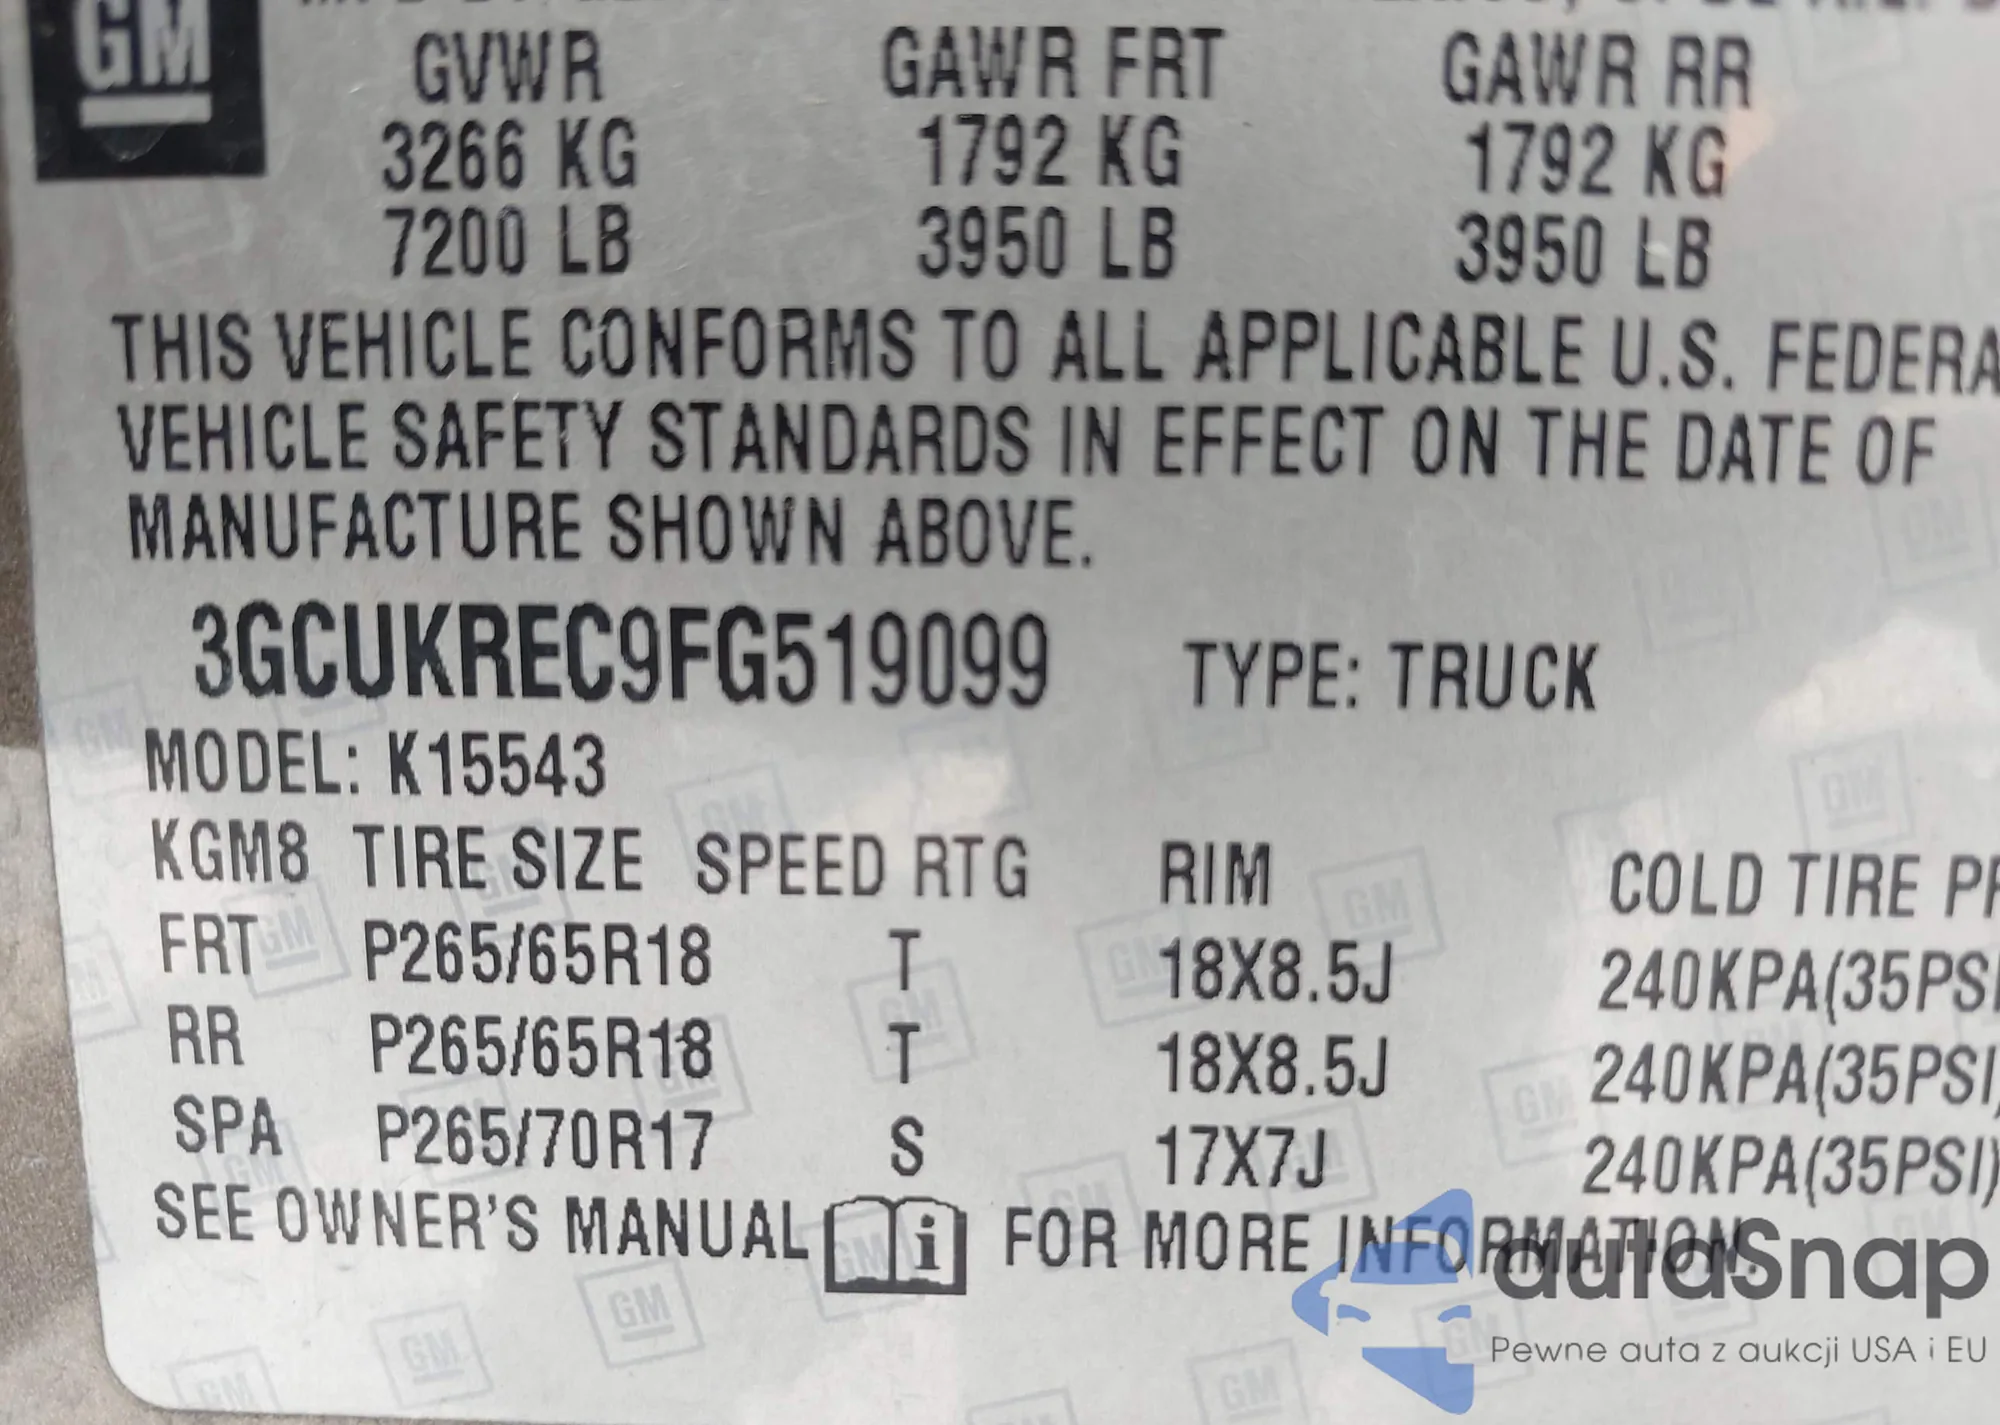 GM
GVWR GAWR FRT GAWR RR
3266 KG 1792 KG 1792 KG
7200 LB 3950 LB 3950 LB
THIS VEHICLE CONFORMS TO ALL APPLICABLE U.S. FEDERA
VEHICLE SAFETY STANDARDS IN EFFECT ON THE DATE OF
MANUFACTURE SHOWN ABOVE.
3GCUKREC9FG519099 TYPE: TRUCK
MODEL: K15543
KGM8 TIRE SIZE SPEED RTG RIM COLD TIRE PR
FRT P265/65R18 T 18X8.5J 240KPA(35PSI
RR P265/65R18 T 18X8.5J 240KPA(35PSI)
SPA P265/70R17 S 17X7J 240KPA(35PSI)
SEE OWNER'S MANUAL i FOR MORE INFORMATION.
autoSnap
Pewne auta z aukcji USA i EU